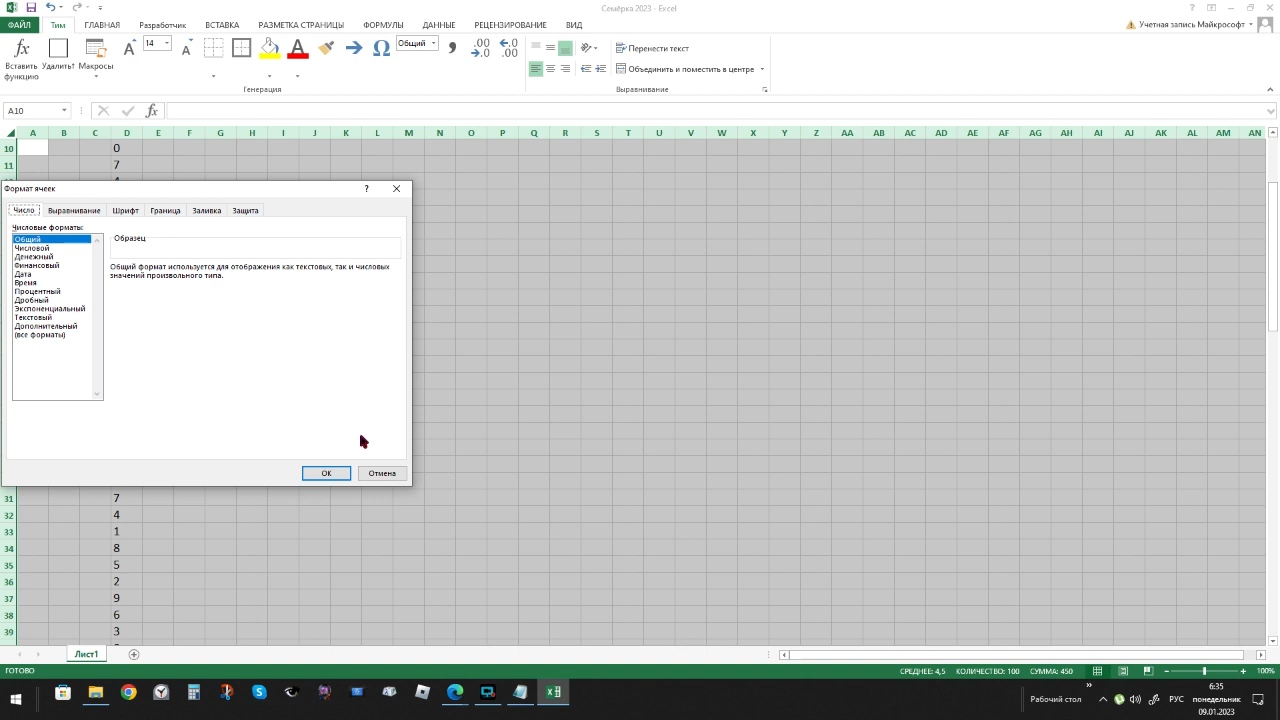 Семёрка 2023 - Excel
ФАЙЛ Тим ГЛАВНАЯ Разработчик ВСТАВКА РАЗМЕТКА СТРАНИЦЫ ФОРМУЛЫ ДАННЫЕ РЕЦЕНЗИРОВАНИЕ ВИД Учетная запись Майкрософт
Вставить функцию
Удалить
Макросы
14
Общий
Перенести текст
Объединить и поместить в центре
Генерация
Выравнивание
A10
A B C D E F G H I J K L M N O P Q R S T U V W X Y Z AA AB AC AD AE AF AG AH AI AJ AK AL AM AN
10 0
11 7
Формат ячеек
Число Выравнивание Шрифт Граница Заливка Защита
Числовые форматы:
Общий
Числовой
Денежный
Финансовый
Дата
Время
Процентный
Дробный
Экспоненциальный
Текстовый
Дополнительный
(все форматы)
Образец
Общий формат используется для отображения как текстовых, так и числовых
значений произвольного типа.
ОК Отмена
31 7
32 4
33 1
34 8
35 5
36 2
37 9
38 6
39 3
Лист1
ГОТОВО СРЕДНЕЕ: 4,5 КОЛИЧЕСТВО: 100 СУММА: 450 100%
Рабочий стол
РУС
6:35
понедельник
09.01.2023